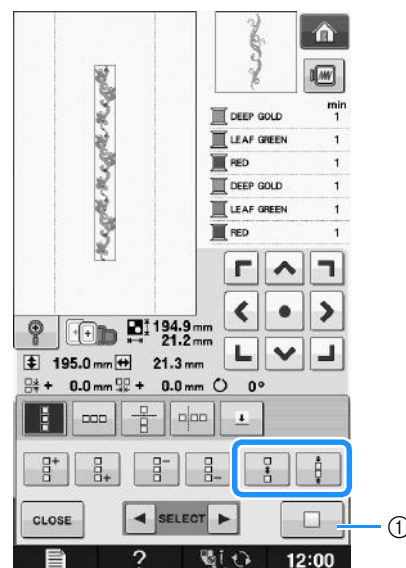 min
DEEP GOLD 1
LEAF GREEN 1
RED 1
DEEP GOLD 1
LEAF GREEN 1
RED 1
194.9 mm
21.2 mm
195.0 mm 21.3 mm
+ 0.0 mm + 0.0 mm 0°
CLOSE SELECT ①
? i 12:00